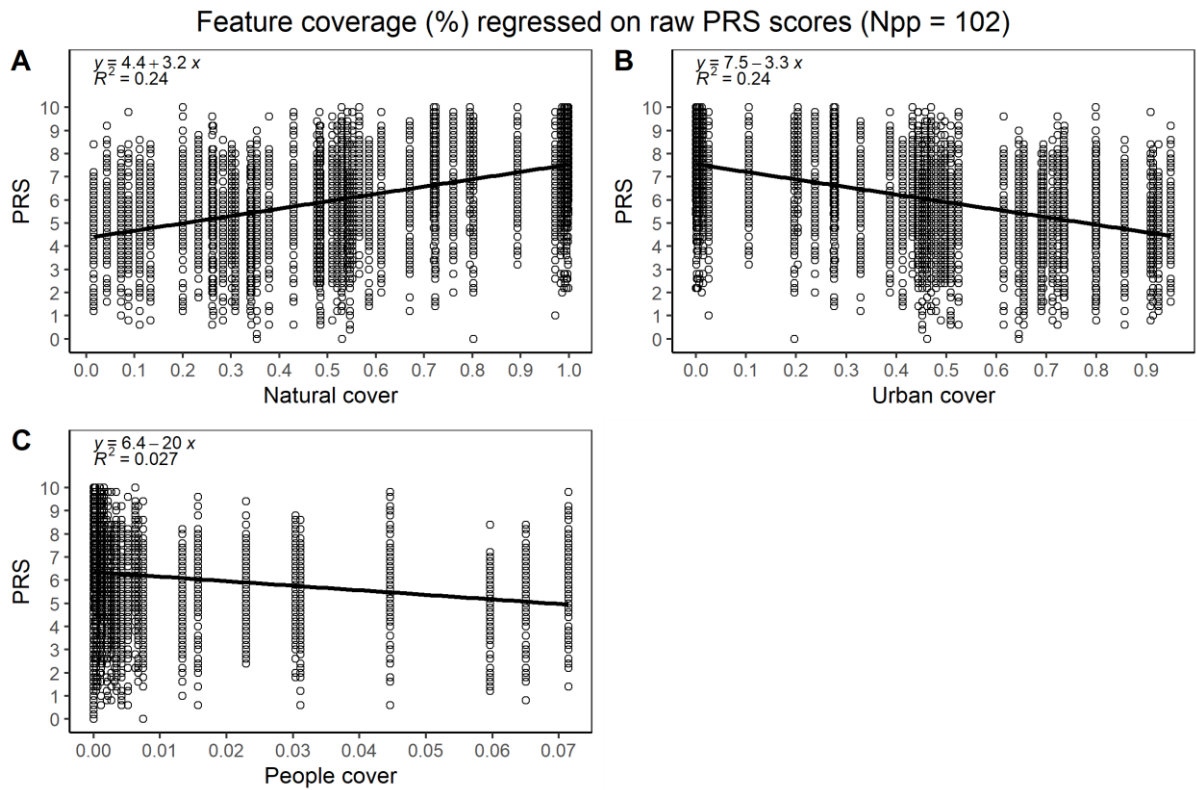 Feature coverage (%) regressed on raw PRS scores (Npp = 102)
A
y = 4.4 + 3.2 x
R² = 0.24
10
9
8
7
6
5
4
3
2
1
0
PRS
0.0 0.1 0.2 0.3 0.4 0.5 0.6 0.7 0.8 0.9 1.0
Natural cover
B
y = 7.5 − 3.3 x
R² = 0.24
10
9
8
7
6
5
4
3
2
1
0
PRS
0.0 0.1 0.2 0.3 0.4 0.5 0.6 0.7 0.8 0.9
Urban cover
C
y = 6.4 − 20 x
R² = 0.027
10
9
8
7
6
5
4
3
2
1
0
PRS
0.00 0.01 0.02 0.03 0.04 0.05 0.06 0.07
People cover